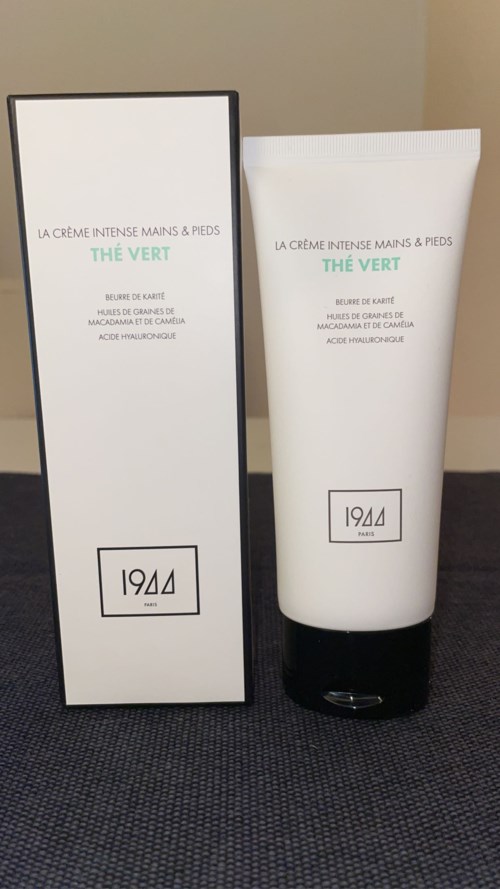 LA CRÈME INTENSE MAINS & PIEDS
THÉ VERT
BEURRE DE KARITÉ
HUILES DE GRAINES DE
MACADAMIA ET DE CAMÉLIA
ACIDE HYALURONIQUE
1944
PARIS
LA CRÈME INTENSE MAINS & PIEDS
THÉ VERT
BEURRE DE KARITÉ
HUILES DE GRAINES DE
MACADAMIA ET DE CAMÉLIA
ACIDE HYALURONIQUE
1944
PARIS